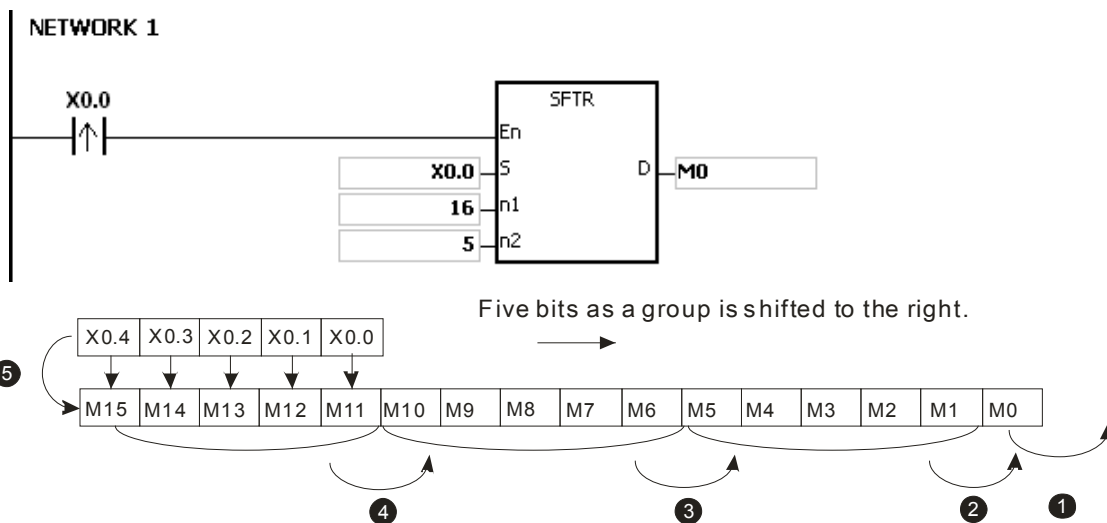 NETWORK 1
X0.0
SFTR
En
X0.0 S D M0
16 n1
5 n2
Five bits as a group is shifted to the right.
X0.4 X0.3 X0.2 X0.1 X0.0
5
M15 M14 M13 M12 M11 M10 M9 M8 M7 M6 M5 M4 M3 M2 M1 M0
4 3 2 1